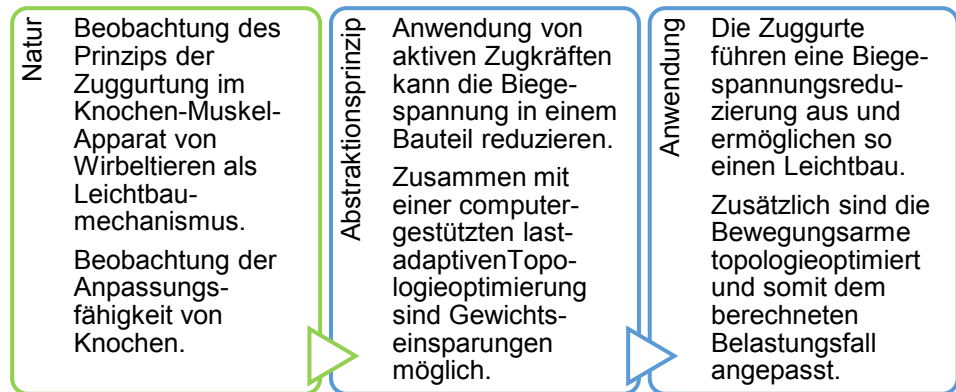 Natur
Beobachtung des
Prinzips der
Zuggurtung im
Knochen-Muskel-
Apparat von
Wirbeltieren als
Leichtbau-
mechanismus.
Beobachtung der
Anpassungs-
fähigkeit von
Knochen.
Abstraktionsprinzip
Anwendung von
aktiven Zugkräften
kann die Biege-
spannung in einem
Bauteil reduzieren.
Zusammen mit
einer computer-
gestützten last-
adaptivenTopo-
logieoptimierung
sind Gewichts-
einsparungen
möglich.
Anwendung
Die Zuggurte
führen eine Biege-
spannungsredu-
zierung aus und
ermöglichen so
einen Leichtbau.
Zusätzlich sind die
Bewegungsarme
topologieoptimiert
und somit dem
berechneten
Belastungsfall
angepasst.